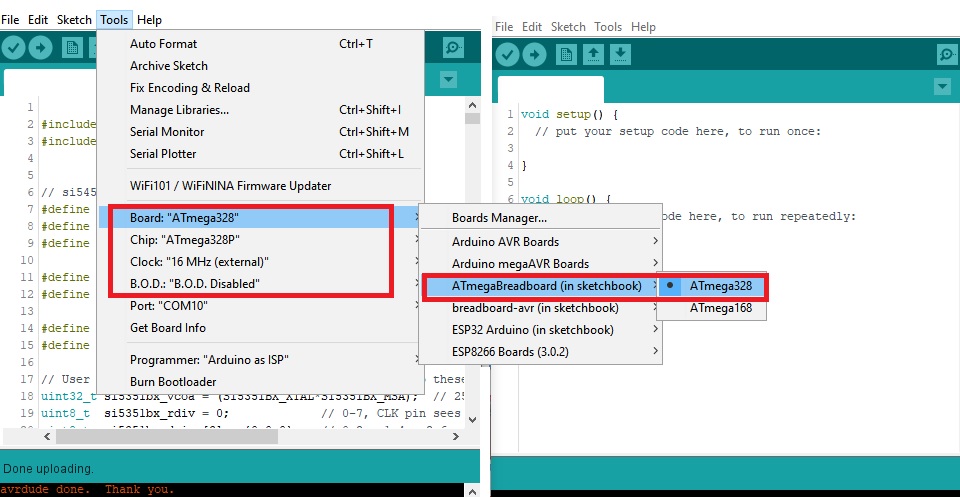 File Edit Sketch Tools Help
File Edit Sketch Tools Help
Auto Format Ctrl+T
Archive Sketch
Fix Encoding & Reload
Manage Libraries... Ctrl+Shift+I
Serial Monitor Ctrl+Shift+M
Serial Plotter Ctrl+Shift+L
WiFi101 / WiFiNINA Firmware Updater
Board: "ATmega328"
Chip: "ATmega328P"
Clock: "16 MHz (external)"
B.O.D.: "B.O.D. Disabled"
Port: "COM10"
Get Board Info
Programmer: "Arduino as ISP"
Burn Bootloader
Boards Manager...
Arduino AVR Boards
Arduino megaAVR Boards
ATmegaBreadboard (in sketchbook)
breadboard-avr (in sketchbook)
ESP32 Arduino (in sketchbook)
ESP8266 Boards (3.0.2)
ATmega328
ATmega168
1
2 #include
3 #include
4
5
6 // si545
7 #define
8 #define
9 #define
10
11 #define
12 #define
13
14 #define
15 #define
16
17 // User these
18 uint32_t si5351bx_vcoa = (SI5351BX_XTAL*SI5351BX_MSA); // 25
19 uint8_t si5351bx_rdiv = 0; // 0-7, CLK pin sees
Done uploading.
avrdude done. Thank you.
1 void setup() {
2 // put your setup code here, to run once:
3
4 }
5
6 void loop() {
code here, to run repeatedly: